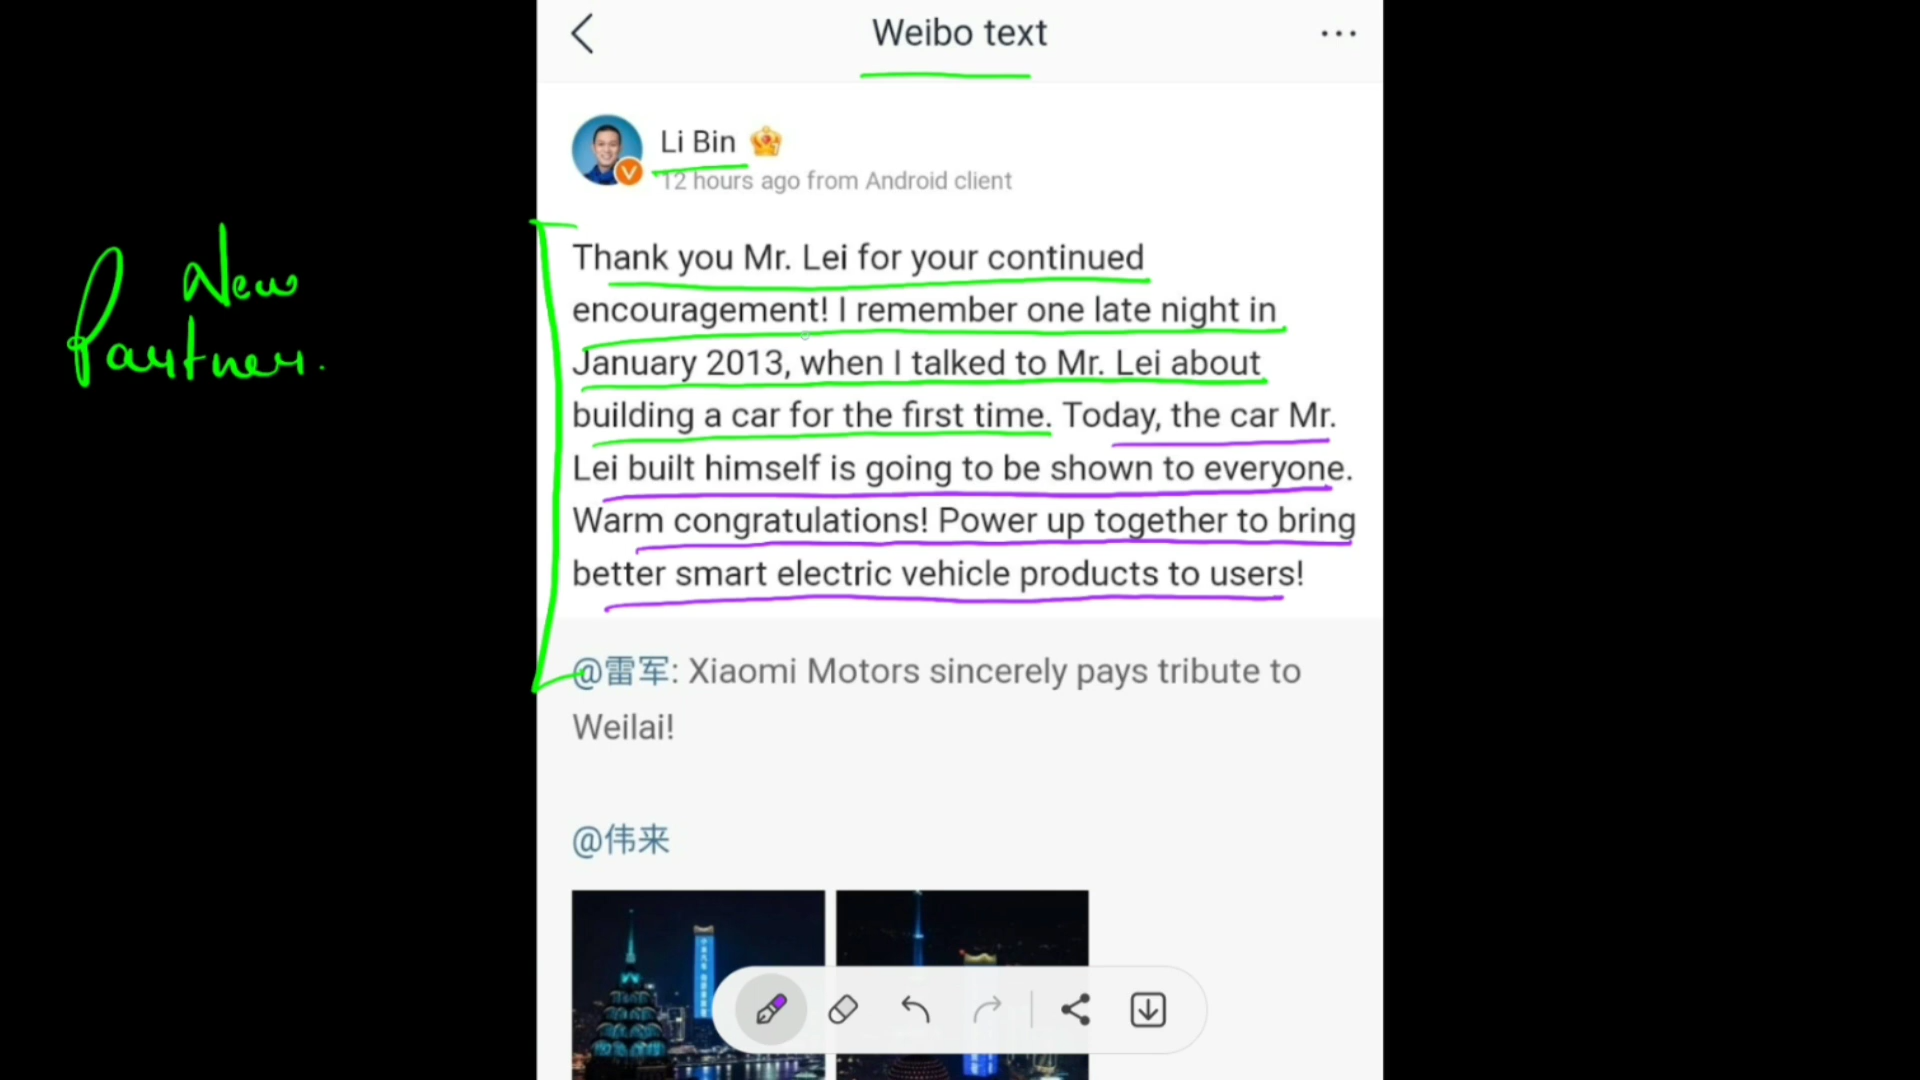 Weibo text
Li Bin
12 hours ago from Android client
New
Partner.
Thank you Mr. Lei for your continued
encouragement! I remember one late night in
January 2013, when I talked to Mr. Lei about
building a car for the first time. Today, the car Mr.
Lei built himself is going to be shown to everyone.
Warm congratulations! Power up together to bring
better smart electric vehicle products to users!
@雷军: Xiaomi Motors sincerely pays tribute to
Weilai!
@伟来